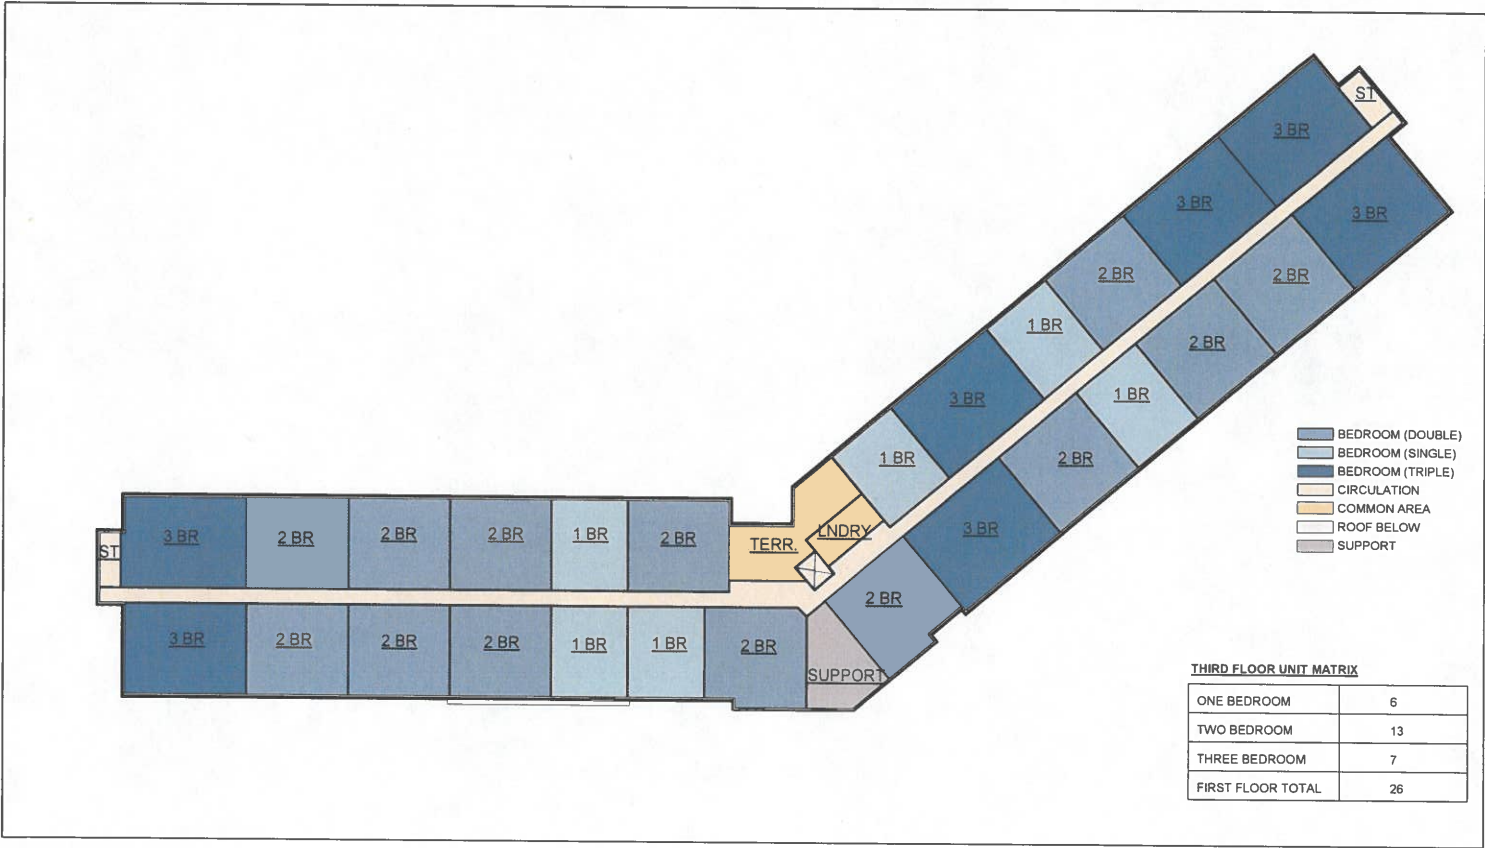 ST
3 BR
3 BR
3 BR
2 BR
2 BR
1 BR
2 BR
3 BR
1 BR
1 BR
2 BR
3 BR
2 BR
ST
3 BR
2 BR
2 BR
2 BR
1 BR
2 BR
TERR.
LNDRY
3 BR
2 BR
2 BR
2 BR
1 BR
1 BR
2 BR
SUPPORT
BEDROOM (DOUBLE)
BEDROOM (SINGLE)
BEDROOM (TRIPLE)
CIRCULATION
COMMON AREA
ROOF BELOW
SUPPORT
THIRD FLOOR UNIT MATRIX
ONE BEDROOM 6
TWO BEDROOM 13
THREE BEDROOM 7
FIRST FLOOR TOTAL 26